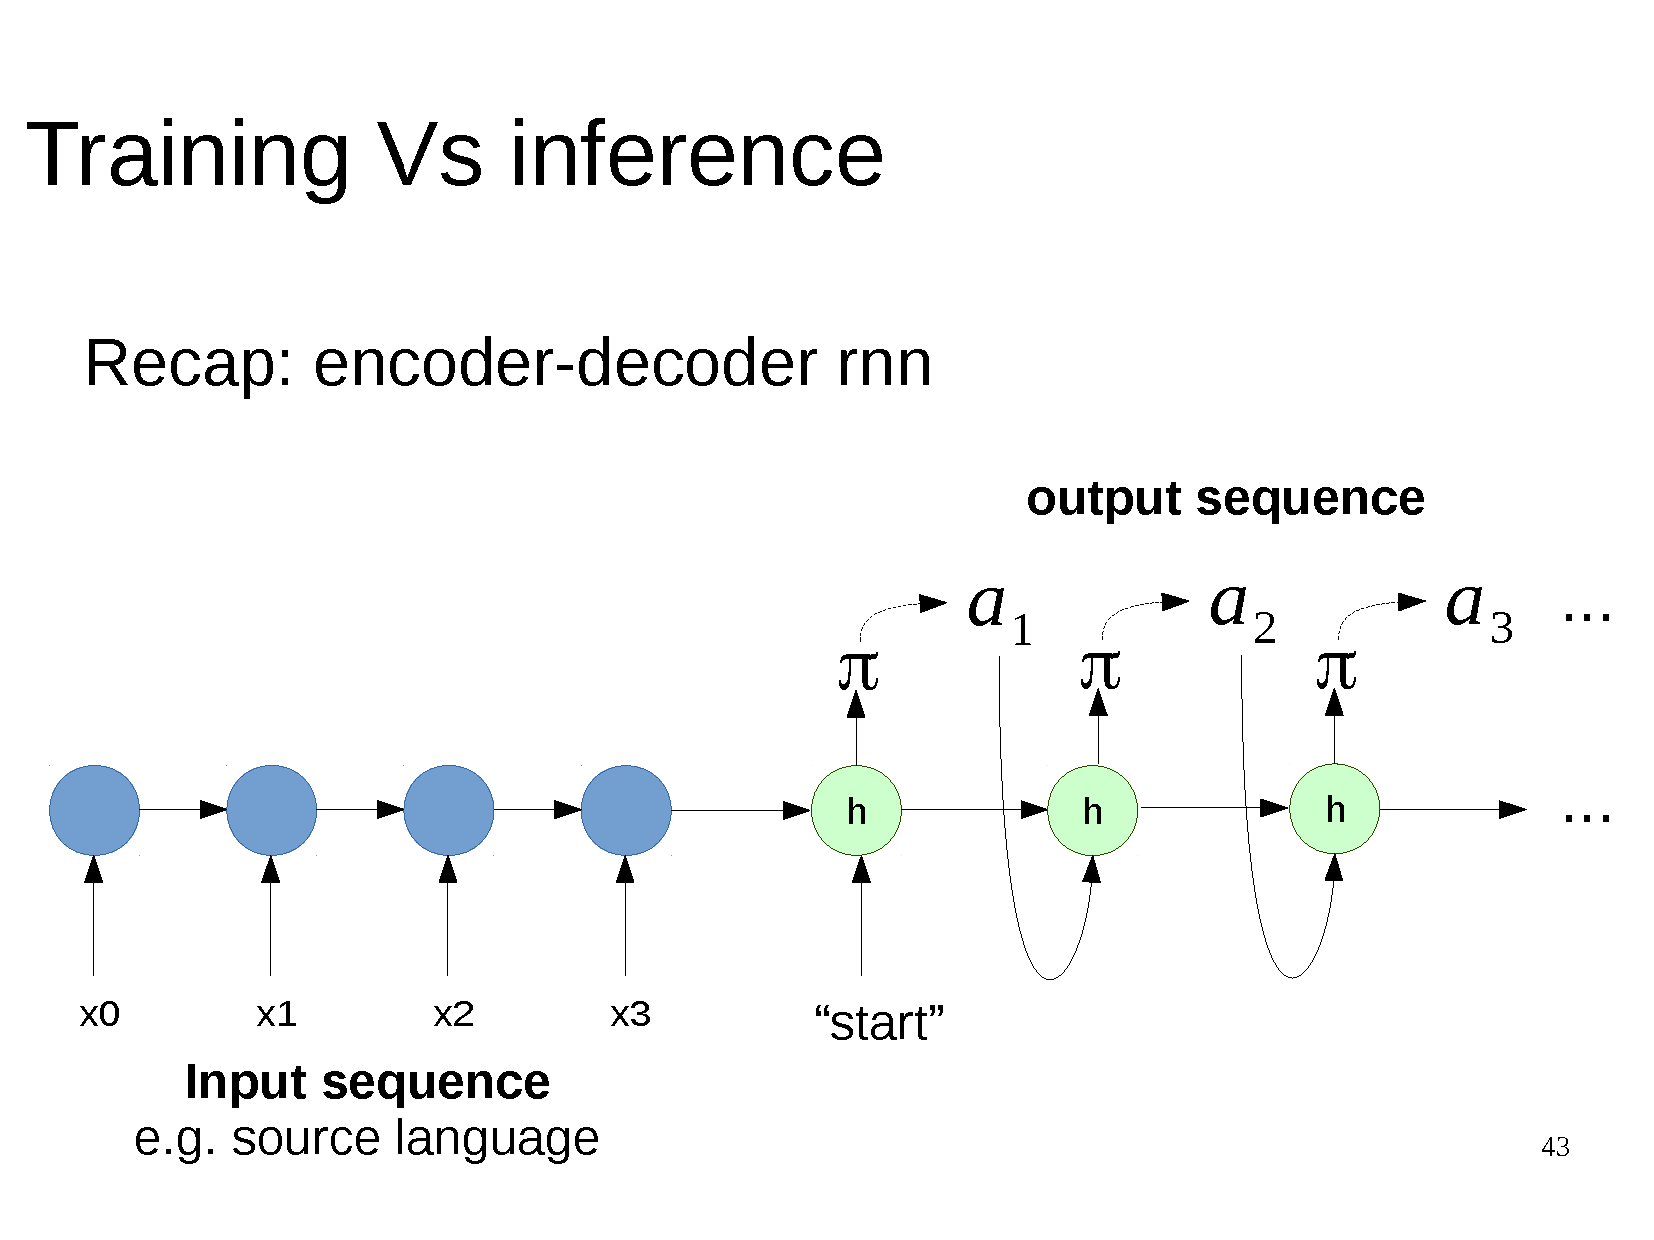 Training Vs inference
Recap: encoder-decoder rnn
output sequence
a1 a2 a3 ...
π π π
h h h ...
x0 x1 x2 x3 “start”
Input sequence
e.g. source language
43